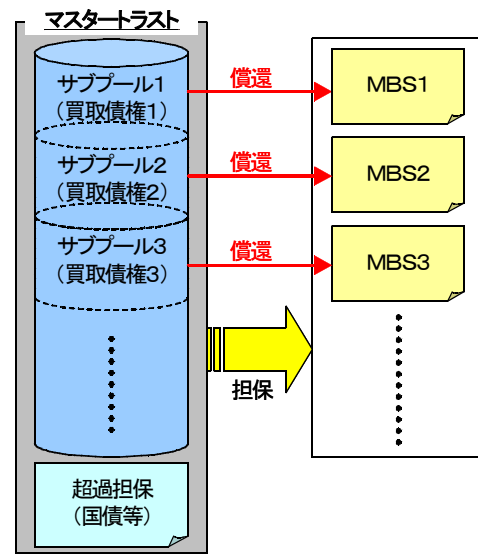 マスタートラスト
サブプール1
(買取債権1)
償還
MBS1
サブプール2
(買取債権2)
償還
MBS2
サブプール3
(買取債権3)
償還
MBS3
担保
超過担保
(国債等)